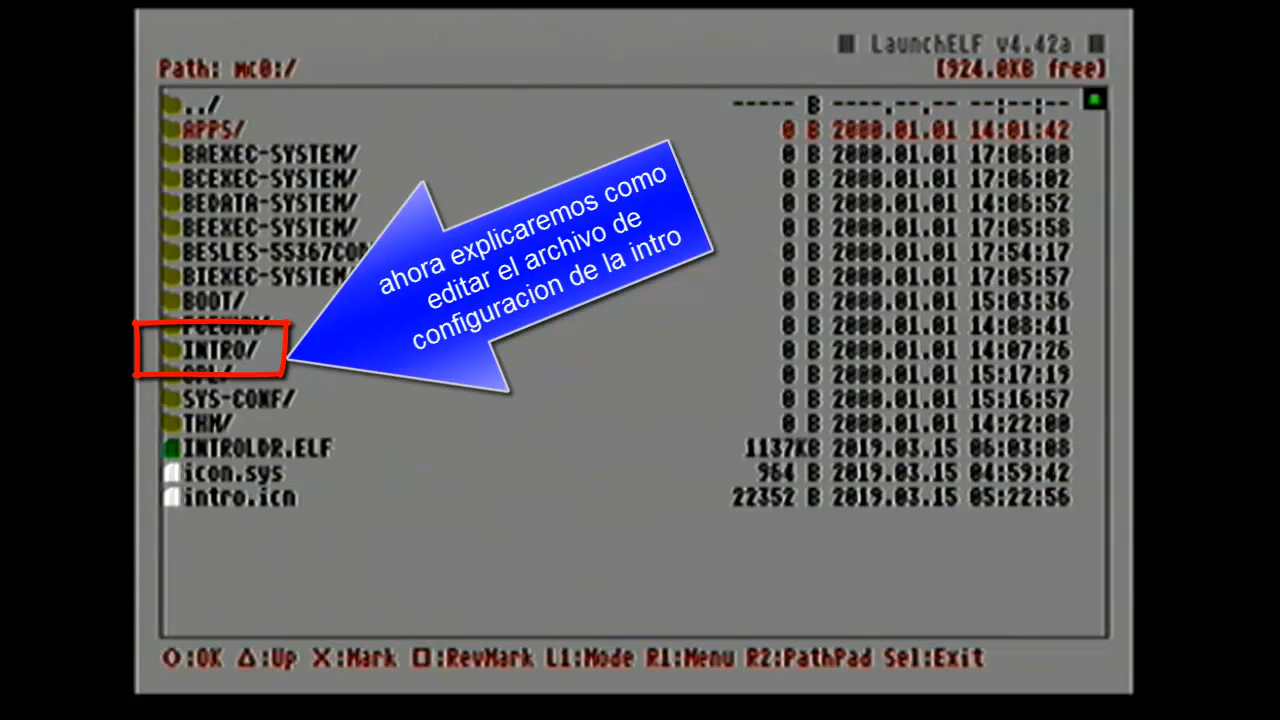 LaunchELF v4.42a
Path: mc0:/ [924.0KB free]
../ ----- B ----.--.-- --:--:--
APPS/ 0 B 2000.01.01 14:01:42
BAEXEC-SYSTEM/ 0 B 2000.01.01 17:06:00
BCEXEC-SYSTEM/ 0 B 2000.01.01 17:06:02
BEDATA-SYSTEM/ 0 B 2000.01.01 14:06:52
BEEXEC-SYSTEM/ 0 B 2000.01.01 17:05:58
0 B 2000.01.01 17:54:17
BIEXEC-SYSTEM 0 B 2000.01.01 17:05:57
BOOT/ 0 B 2000.01.01 15:03:36
0 B 2000.01.01 14:08:41
INTRO/ 0 B 2000.01.01 14:07:26
OPL/ 0 B 2000.01.01 15:17:19
SYS-CONF/ 0 B 2000.01.01 15:16:57
THM/ 0 B 2000.01.01 14:22:00
INTROLDR.ELF 1137KB 2019.03.15 06:03:08
icon.sys 964 B 2019.03.15 04:59:42
intro.icn 22352 B 2019.03.15 05:22:56
ahora explicaremos como
editar el archivo de
configuracion de la intro
O:OK △:Up X:Mark □:RevMark L1:Mode R1:Menu R2:PathPad Sel:Exit